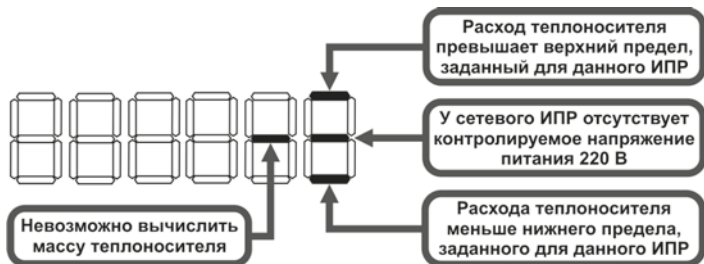 Расход теплоносителя
превышает верхний предел,
заданный для данного ИПР
У сетевого ИПР отсутствует
контролируемое напряжение
питания 220 В
Невозможно вычислить
массу теплоносителя
Расхода теплоносителя
меньше нижнего предела,
заданного для данного ИПР